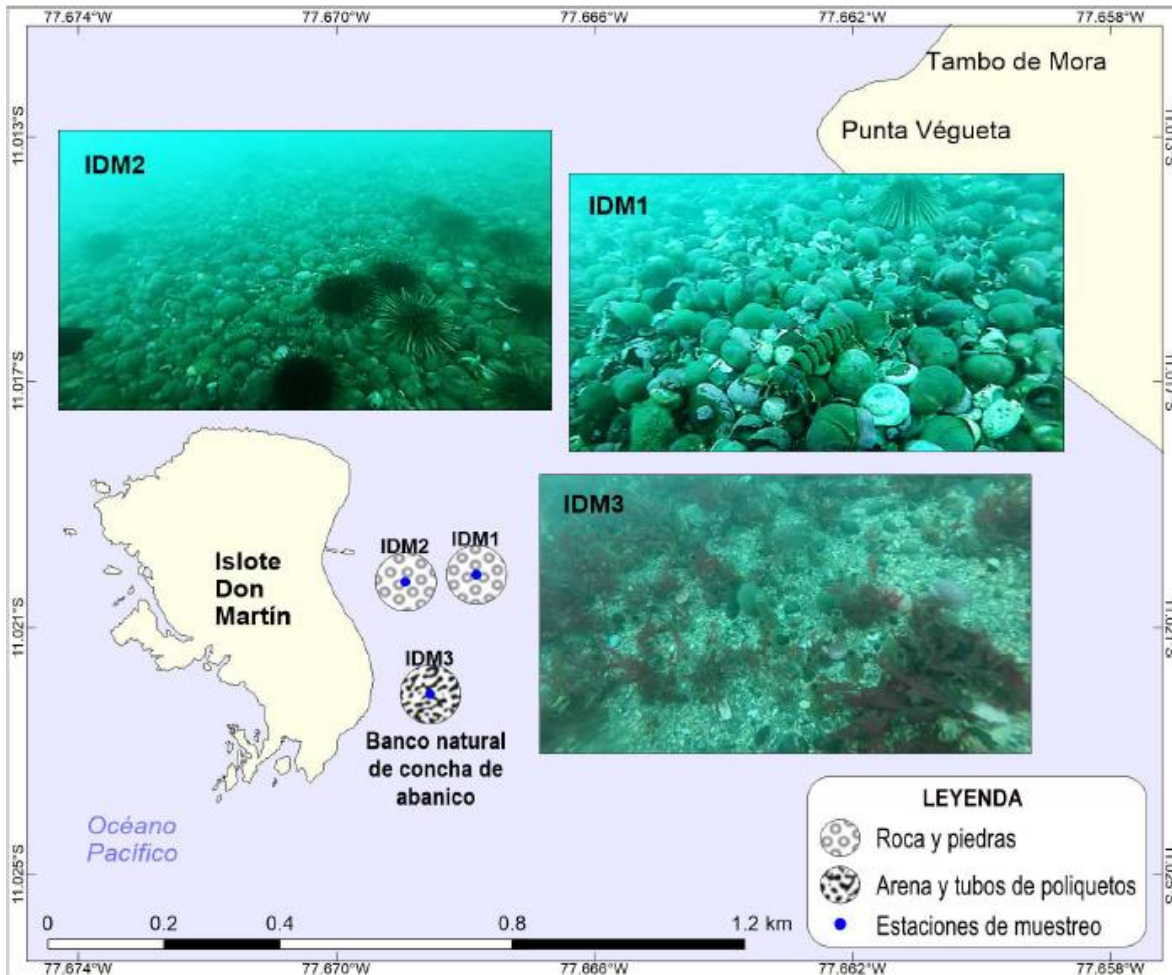 77.674°W
77.670°W
77.666°W
77.662°W
77.658°W
Tambo de Mora
Punta Végueta
11.013°S
IDM2
IDM1
11.017°S
IDM3
IDM2
IDM1
Islote
Don
Martín
11.021°S
IDM3
Banco natural
de concha de
abanico
Océano
Pacífico
11.025°S
LEYENDA
Roca y piedras
Arena y tubos de poliquetos
Estaciones de muestreo
0 0.2 0.4 0.8 1.2 km
77.674°W
77.670°W
77.666°W
77.662°W
77.658°W